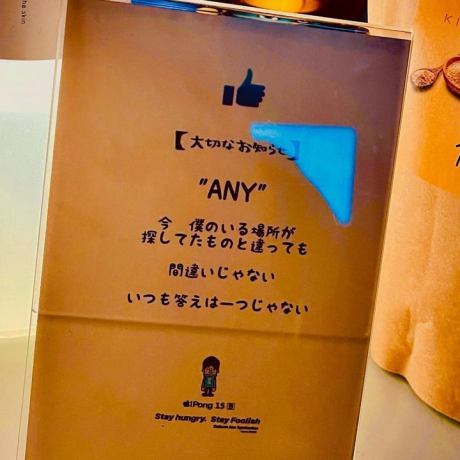 【大切なお知らせ】
"ANY"
今 僕のいる場所が
探してたものと違っても
間違いじゃない
いつも答えは一つじゃない
Pong 15
Stay hungry. Stay Foolish